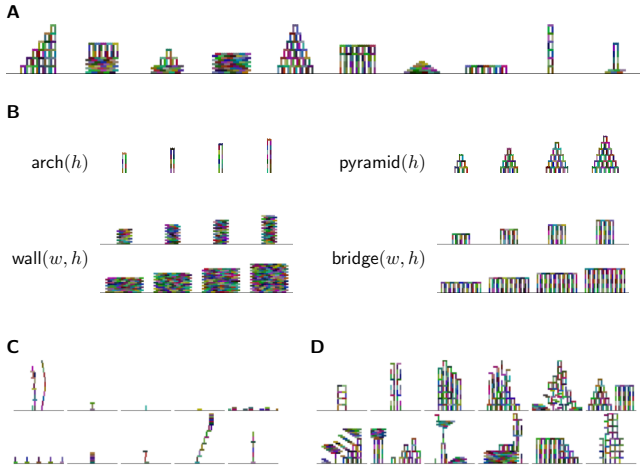 A
B
arch(h)
pyramid(h)
wall(w, h)
bridge(w, h)
C
D